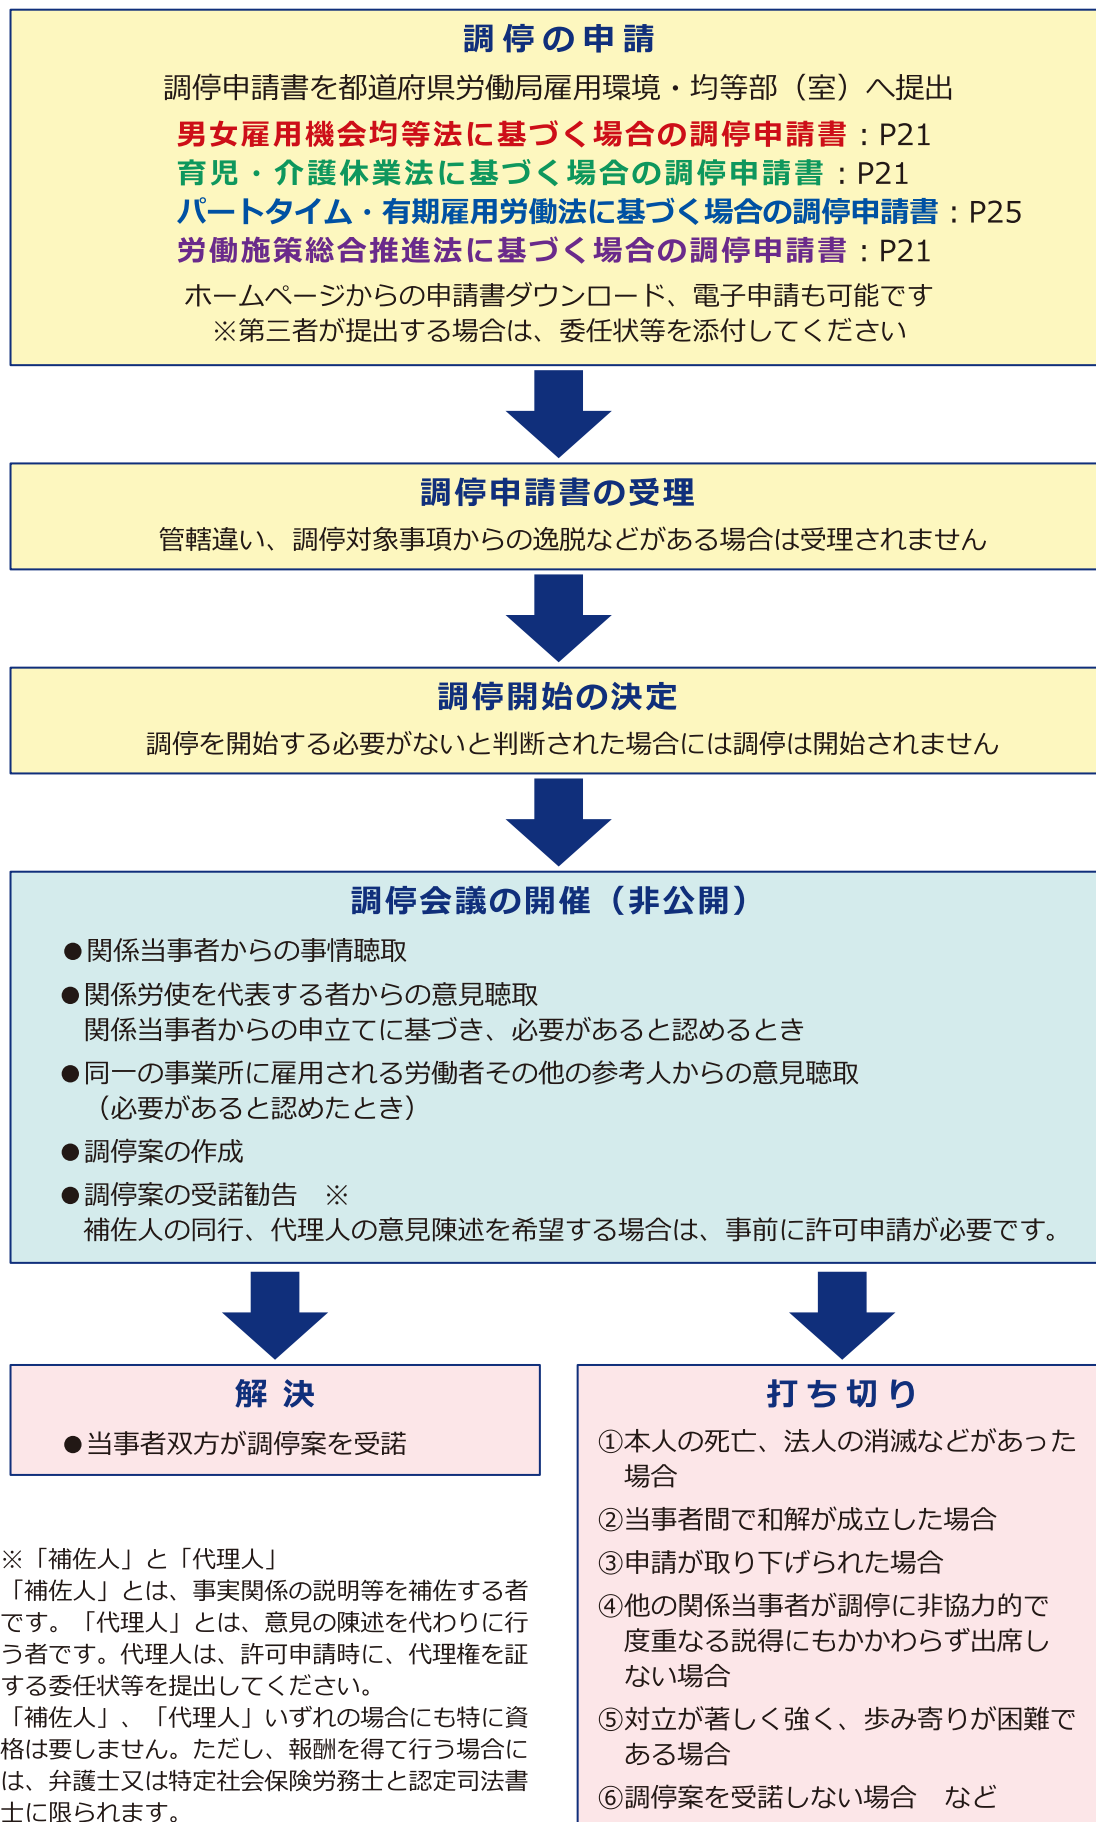 調停の申請
調停申請書を都道府県労働局雇用環境・均等部（室）へ提出
男女雇用機会均等法に基づく場合の調停申請書：P21
育児・介護休業法に基づく場合の調停申請書：P21
パートタイム・有期雇用労働法に基づく場合の調停申請書：P25
労働施策総合推進法に基づく場合の調停申請書：P21
ホームページからの申請書ダウンロード、電子申請も可能です
※第三者が提出する場合は、委任状等を添付してください
調停申請書の受理
管轄違い、調停対象事項からの逸脱などがある場合は受理されません
調停開始の決定
調停を開始する必要がないと判断された場合には調停は開始されません
調停会議の開催（非公開）
●関係当事者からの事情聴取
●関係労使を代表する者からの意見聴取
関係当事者からの申立てに基づき、必要があると認めるとき
●同一の事業所に雇用される労働者その他の参考人からの意見聴取
（必要があると認めたとき）
●調停案の作成
●調停案の受諾勧告　※
補佐人の同行、代理人の意見陳述を希望する場合は、事前に許可申請が必要です。
解決
●当事者双方が調停案を受諾
※「補佐人」と「代理人」
「補佐人」とは、事実関係の説明等を補佐する者
です。「代理人」とは、意見の陳述を代わりに行
う者です。代理人は、許可申請時に、代理権を証
する委任状等を提出してください。
「補佐人」、「代理人」いずれの場合にも特に資
格は要しません。ただし、報酬を得て行う場合に
は、弁護士又は特定社会保険労務士と認定司法書
士に限られます。
打ち切り
①本人の死亡、法人の消滅などがあった
場合
②当事者間で和解が成立した場合
③申請が取り下げられた場合
④他の関係当事者が調停に非協力的で
度重なる説得にもかかわらず出席し
ない場合
⑤対立が著しく強く、歩み寄りが困難で
ある場合
⑥調停案を受諾しない場合　など